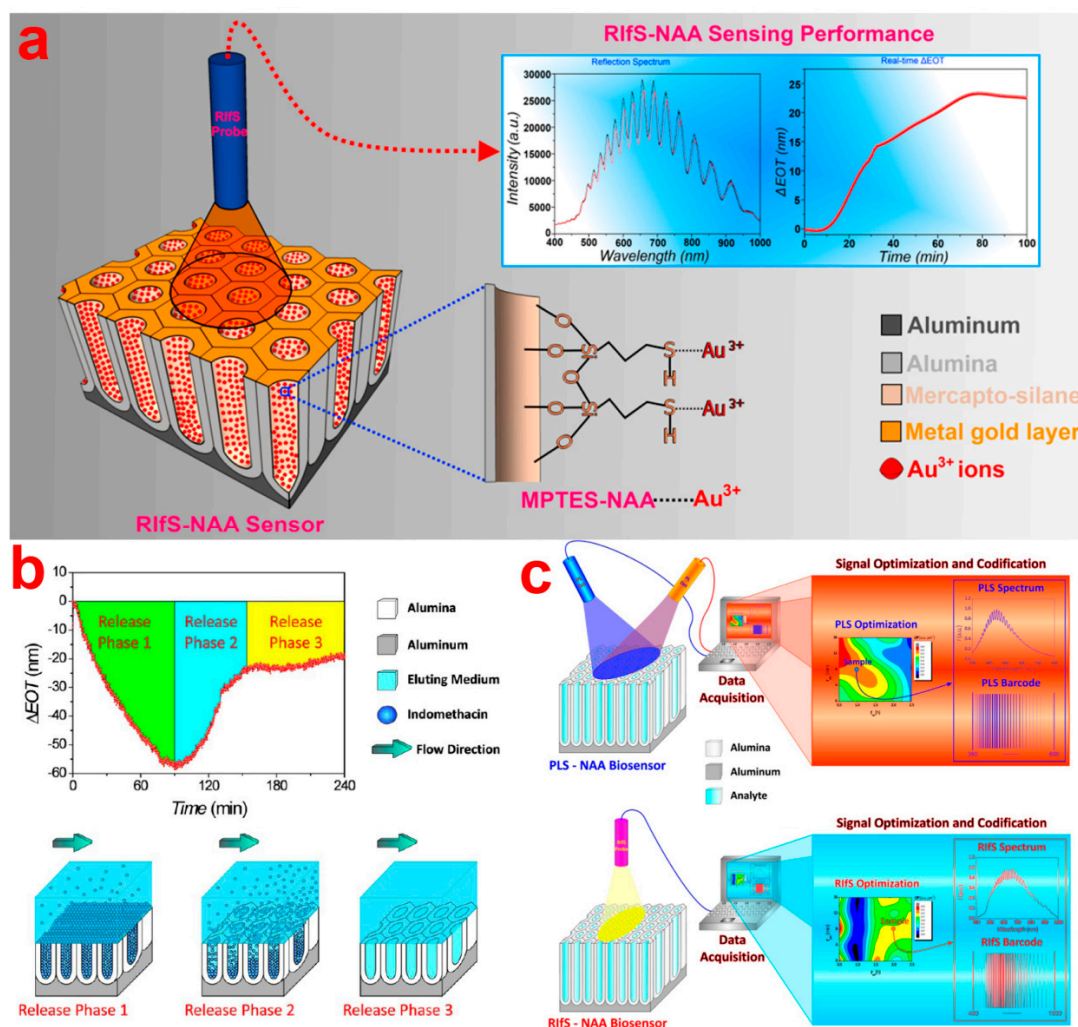 a
RIfS-NAA Sensing Performance
Reflection Spectrum
Real-time ΔEOT
RIfS
Probe
Intensity (a.u.)
30000
25000
20000
15000
10000
5000
0
400 500 600 700 800 900 1000
Wavelength (nm)
ΔEOT (nm)
25
20
15
10
5
0
0 20 40 60 80 100
Time (min)
O
O Si S Au³⁺
O H
O Si S Au³⁺
O H
MPTES-NAA Au³⁺
RIfS-NAA Sensor
Aluminum
Alumina
Mercapto-silane
Metal gold layer
Au³⁺ ions
b
ΔEOT (nm)
10
0
-10
-20
-30
-40
-50
-60
0 60 120 180 240
Time (min)
Release
Phase 1
Release
Phase 2
Release
Phase 3
Alumina
Aluminum
Eluting Medium
Indomethacin
Flow Direction
Release Phase 1
Release Phase 2
Release Phase 3
c
Signal Optimization and Codification
PLS Optimization
Sample
PLS Spectrum
PLS Barcode
Data
Acquisition
PLS - NAA Biosensor
Alumina
Aluminum
Analyte
Signal Optimization and Codification
RIfS Optimization
Sample
RIfS Spectrum
Wavelength (nm)
RIfS Barcode
Data
Acquisition
RIfS - NAA Biosensor